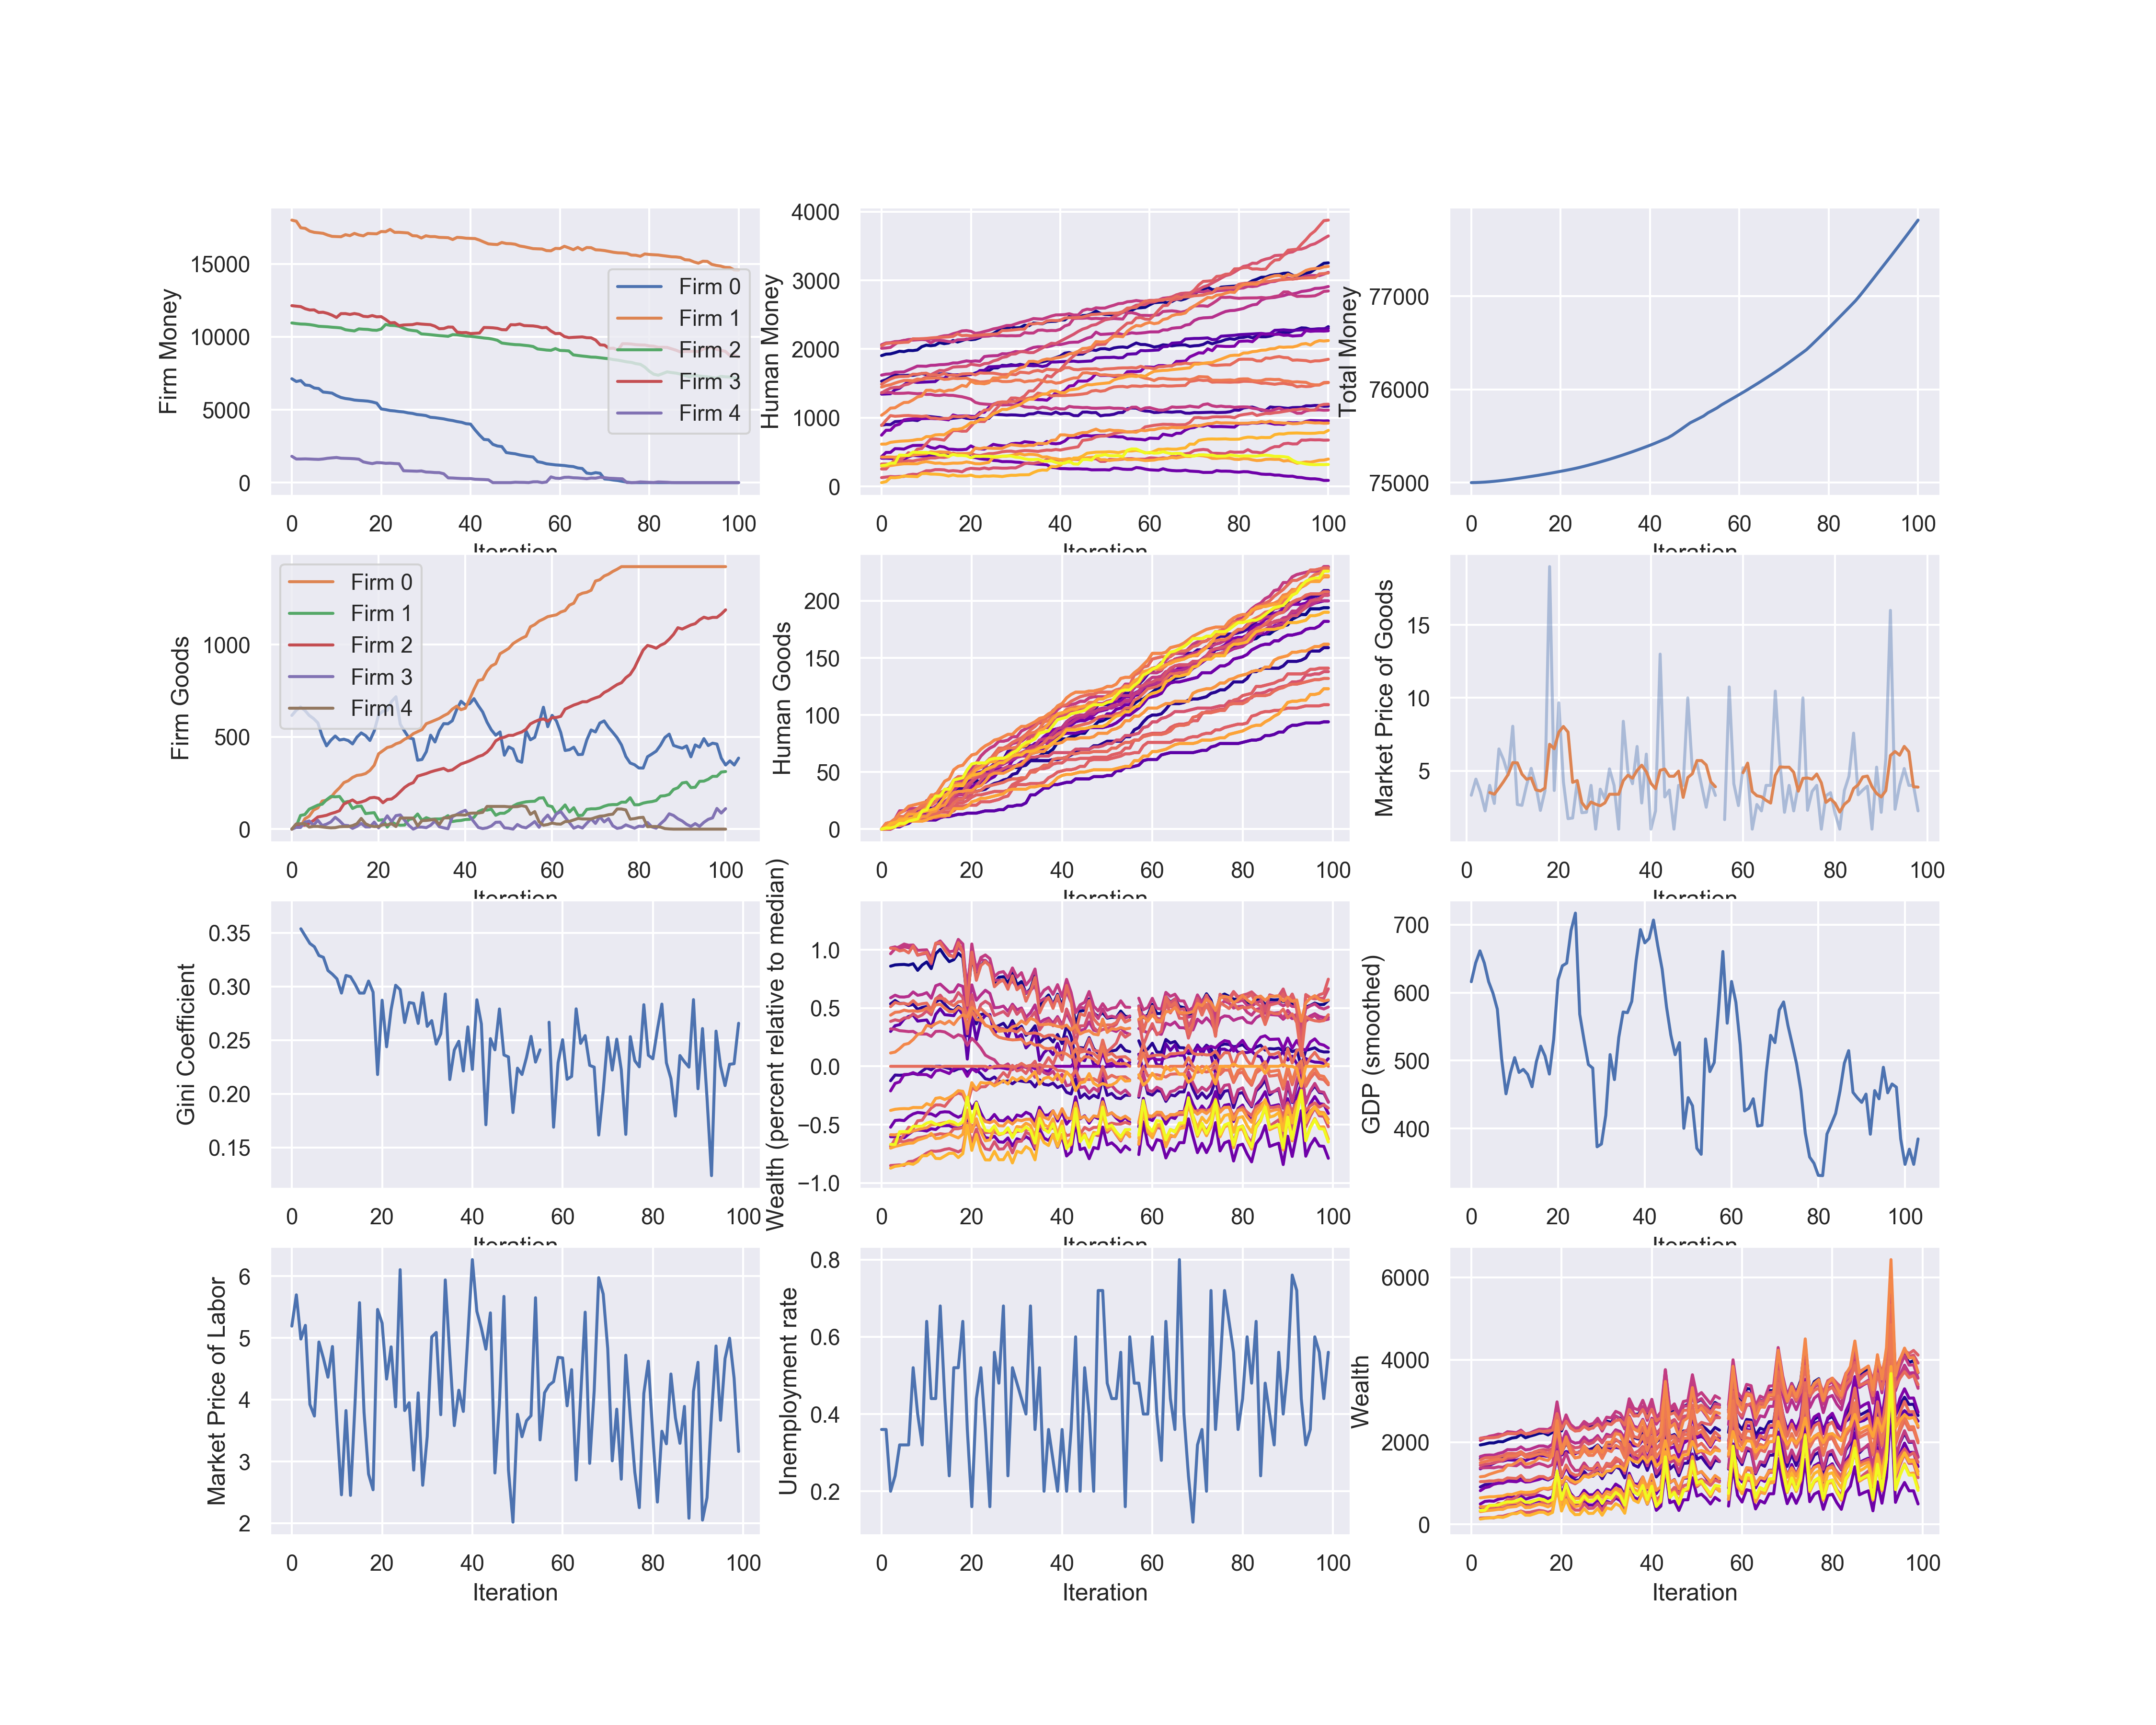 Firm Money
15000
10000
5000
0
0 20 40 60 80 100
Iteration
Firm 0
Firm 1
Firm 2
Firm 3
Firm 4
Human Money
4000
3000
2000
1000
0
0 20 40 60 80 100
Iteration
Total Money
77000
76000
75000
0 20 40 60 80 100
Iteration
Firm Goods
1000
500
0
0 20 40 60 80 100
Iteration
Firm 0
Firm 1
Firm 2
Firm 3
Firm 4
Human Goods
200
150
100
50
0
0 20 40 60 80 100
Iteration
Market Price of Goods
15
10
5
0 20 40 60 80 100
Iteration
Gini Coefficient
0.35
0.30
0.25
0.20
0.15
0 20 40 60 80 100
Iteration
Wealth (percent relative to median)
1.0
0.5
0.0
−0.5
−1.0
0 20 40 60 80 100
Iteration
GDP (smoothed)
700
600
500
400
0 20 40 60 80 100
Iteration
Market Price of Labor
6
5
4
3
2
0 20 40 60 80 100
Iteration
Unemployment rate
0.8
0.6
0.4
0.2
0 20 40 60 80 100
Iteration
Wealth
6000
4000
2000
0
0 20 40 60 80 100
Iteration